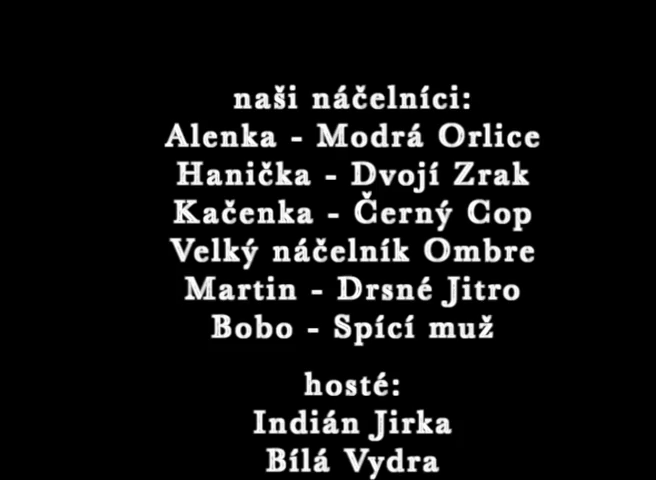 naši náčelníci:
Alenka - Modrá Orlice
Hanička - Dvojí Zrak
Kačenka - Černý Cop
Velký náčelník Ombre
Martin - Drsné Jitro
Bobo - Spící muž
hosté:
Indián Jirka
Bílá Vydra